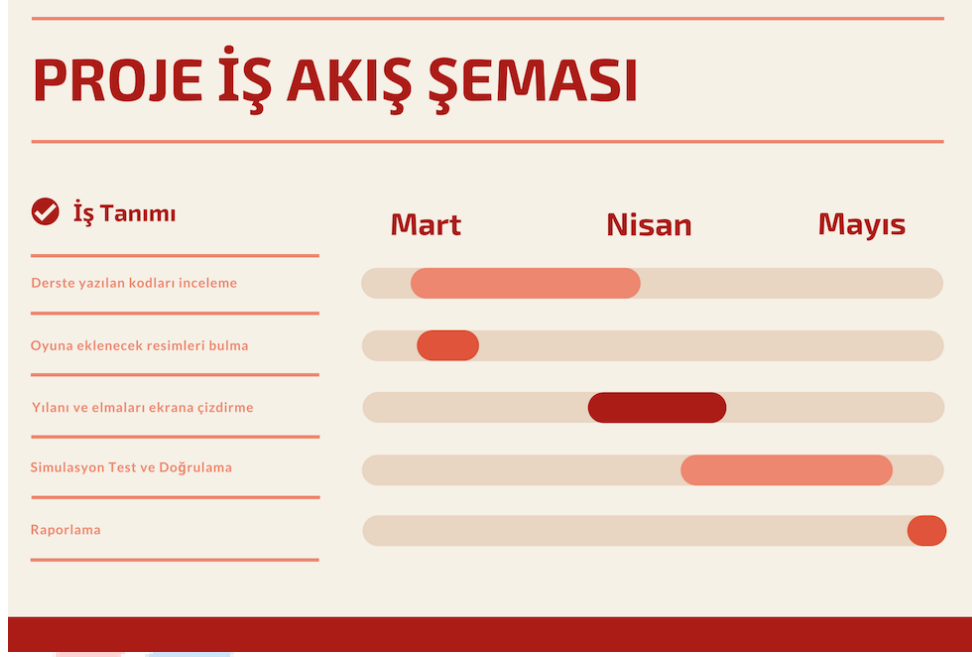 PROJE İŞ AKIŞ ŞEMASI
İş Tanımı
Mart
Nisan
Mayıs
Derste yazılan kodları inceleme
Oyuna eklenecek resimleri bulma
Yılanı ve elmaları ekrana çizdirme
Simulasyon Test ve Doğrulama
Raporlama